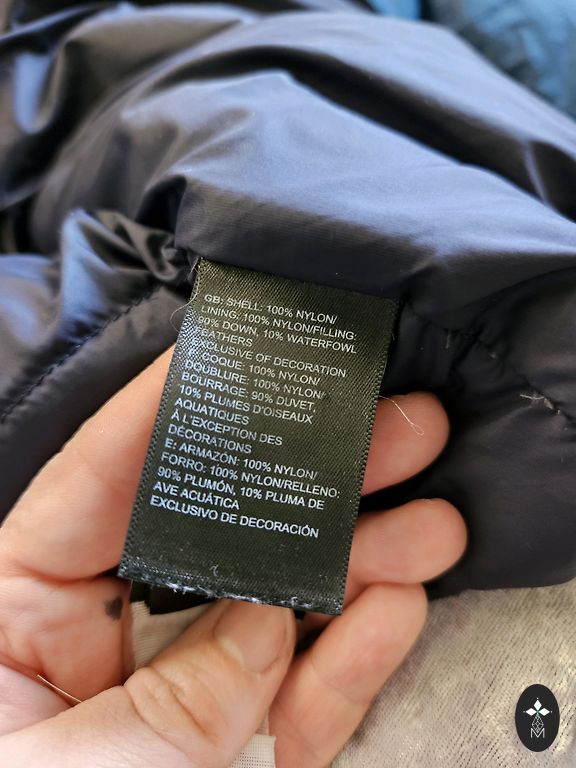 GB: SHELL: 100% NYLON/
LINING: 100% NYLON/FILLING:
90% DOWN, 10% WATERFOWL
FEATHERS
EXCLUSIVE OF DECORATION
F: COQUE: 100% NYLON/
DOUBLURE: 100% NYLON/
BOURRAGE: 90% DUVET,
10% PLUMES D'OISEAUX
AQUATIQUES
À L'EXCEPTION DES
DÉCORATIONS
E: ARMAZÓN: 100% NYLON/
FORRO: 100% NYLON/RELLENO:
90% PLUMÓN, 10% PLUMA DE
AVE ACUÁTICA
EXCLUSIVO DE DECORACIÓN
M